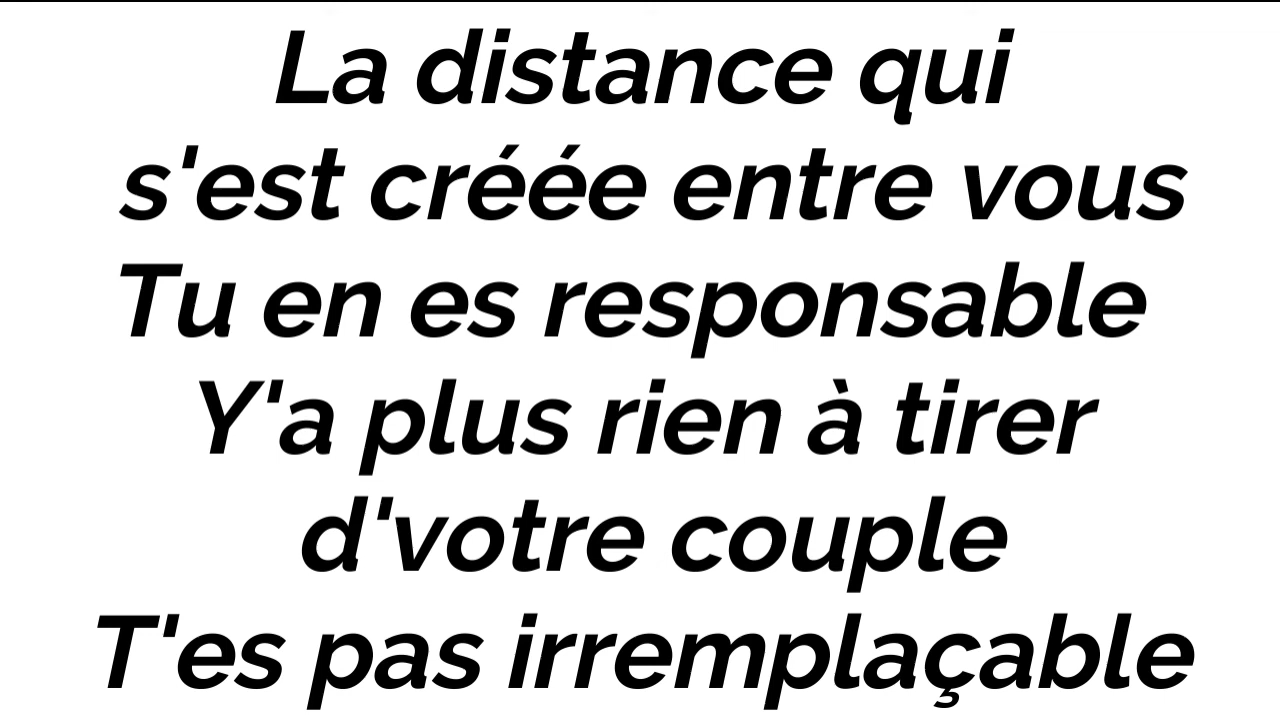 La distance qui
s'est créée entre vous
Tu en es responsable
Y'a plus rien à tirer
d'votre couple
T'es pas irremplaçable